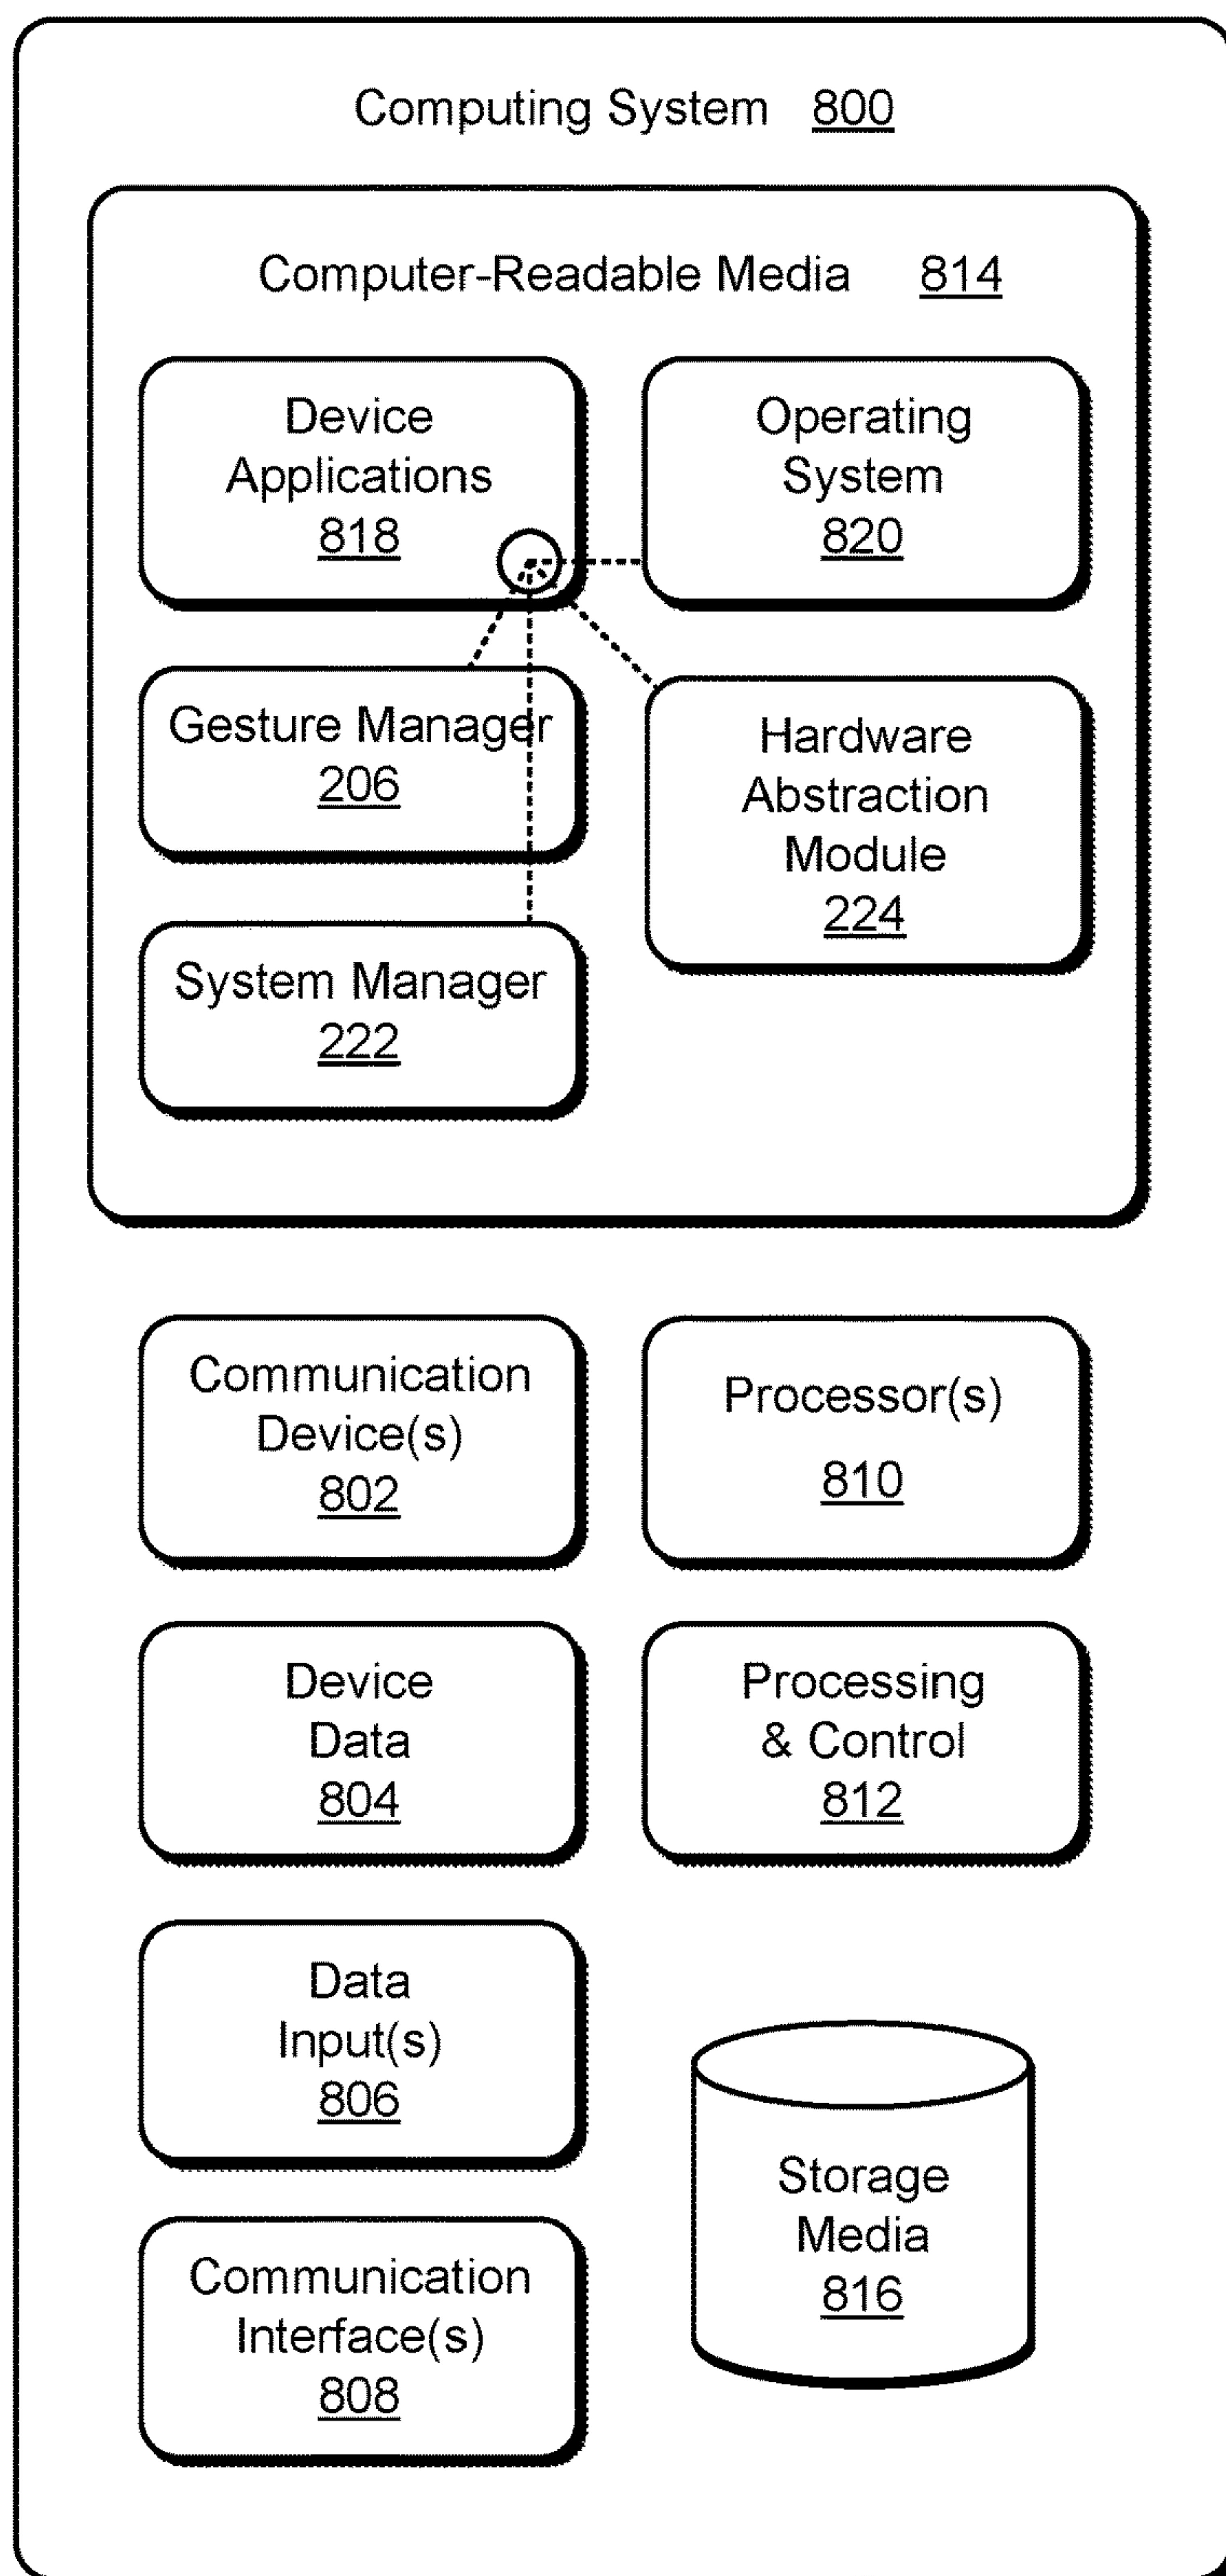 Computing System 800
Computer-Readable Media 814
Device
Applications
818
Operating
System
820
Gesture Manager
206
Hardware
Abstraction
Module
224
System Manager
222
Communication
Device(s)
802
Processor(s)
810
Device
Data
804
Processing
& Control
812
Data
Input(s)
806
Storage
Media
816
Communication
Interface(s)
808